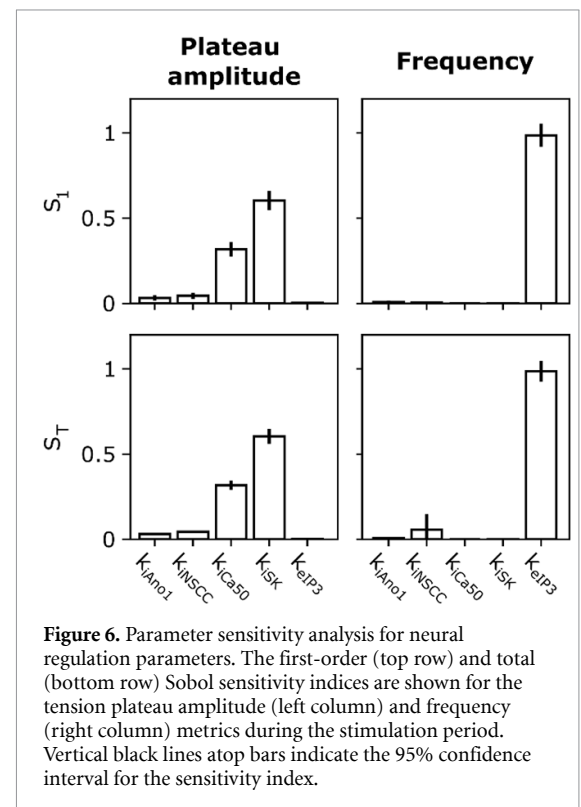 Plateau
amplitude
Frequency
S1
1
0.5
0
ST
1
0.5
0
kiAno1
kiNSCC
kiCa50
kiSK
keIP3
kiAno1
kiNSCC
kiCa50
kiSK
keIP3
Figure 6. Parameter sensitivity analysis for neural
regulation parameters. The first-order (top row) and total
(bottom row) Sobol sensitivity indices are shown for the
tension plateau amplitude (left column) and frequency
(right column) metrics during the stimulation period.
Vertical black lines atop bars indicate the 95% confidence
interval for the sensitivity index.